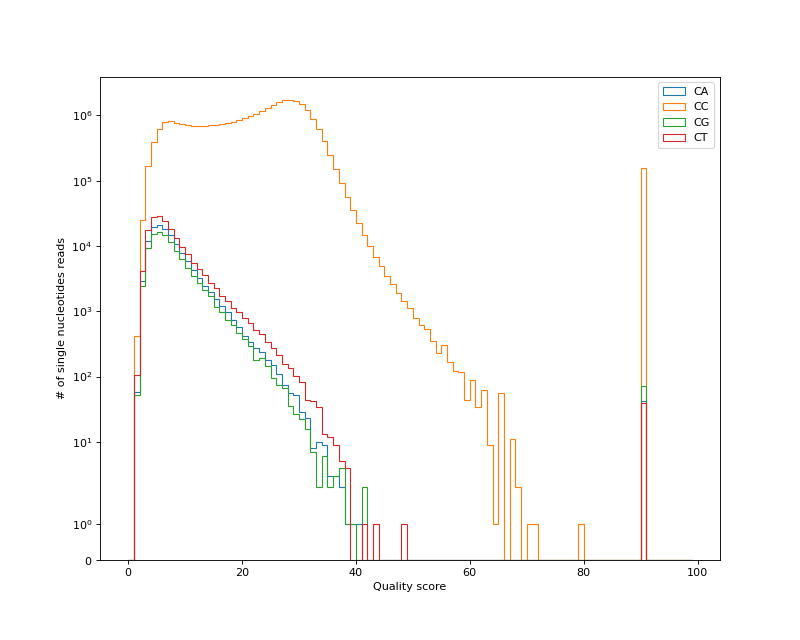 CA
CC
CG
CT
10⁶
10⁵
10⁴
10³
10²
10¹
10⁰
0
# of single nucleotides reads
0 20 40 60 80 100
Quality score